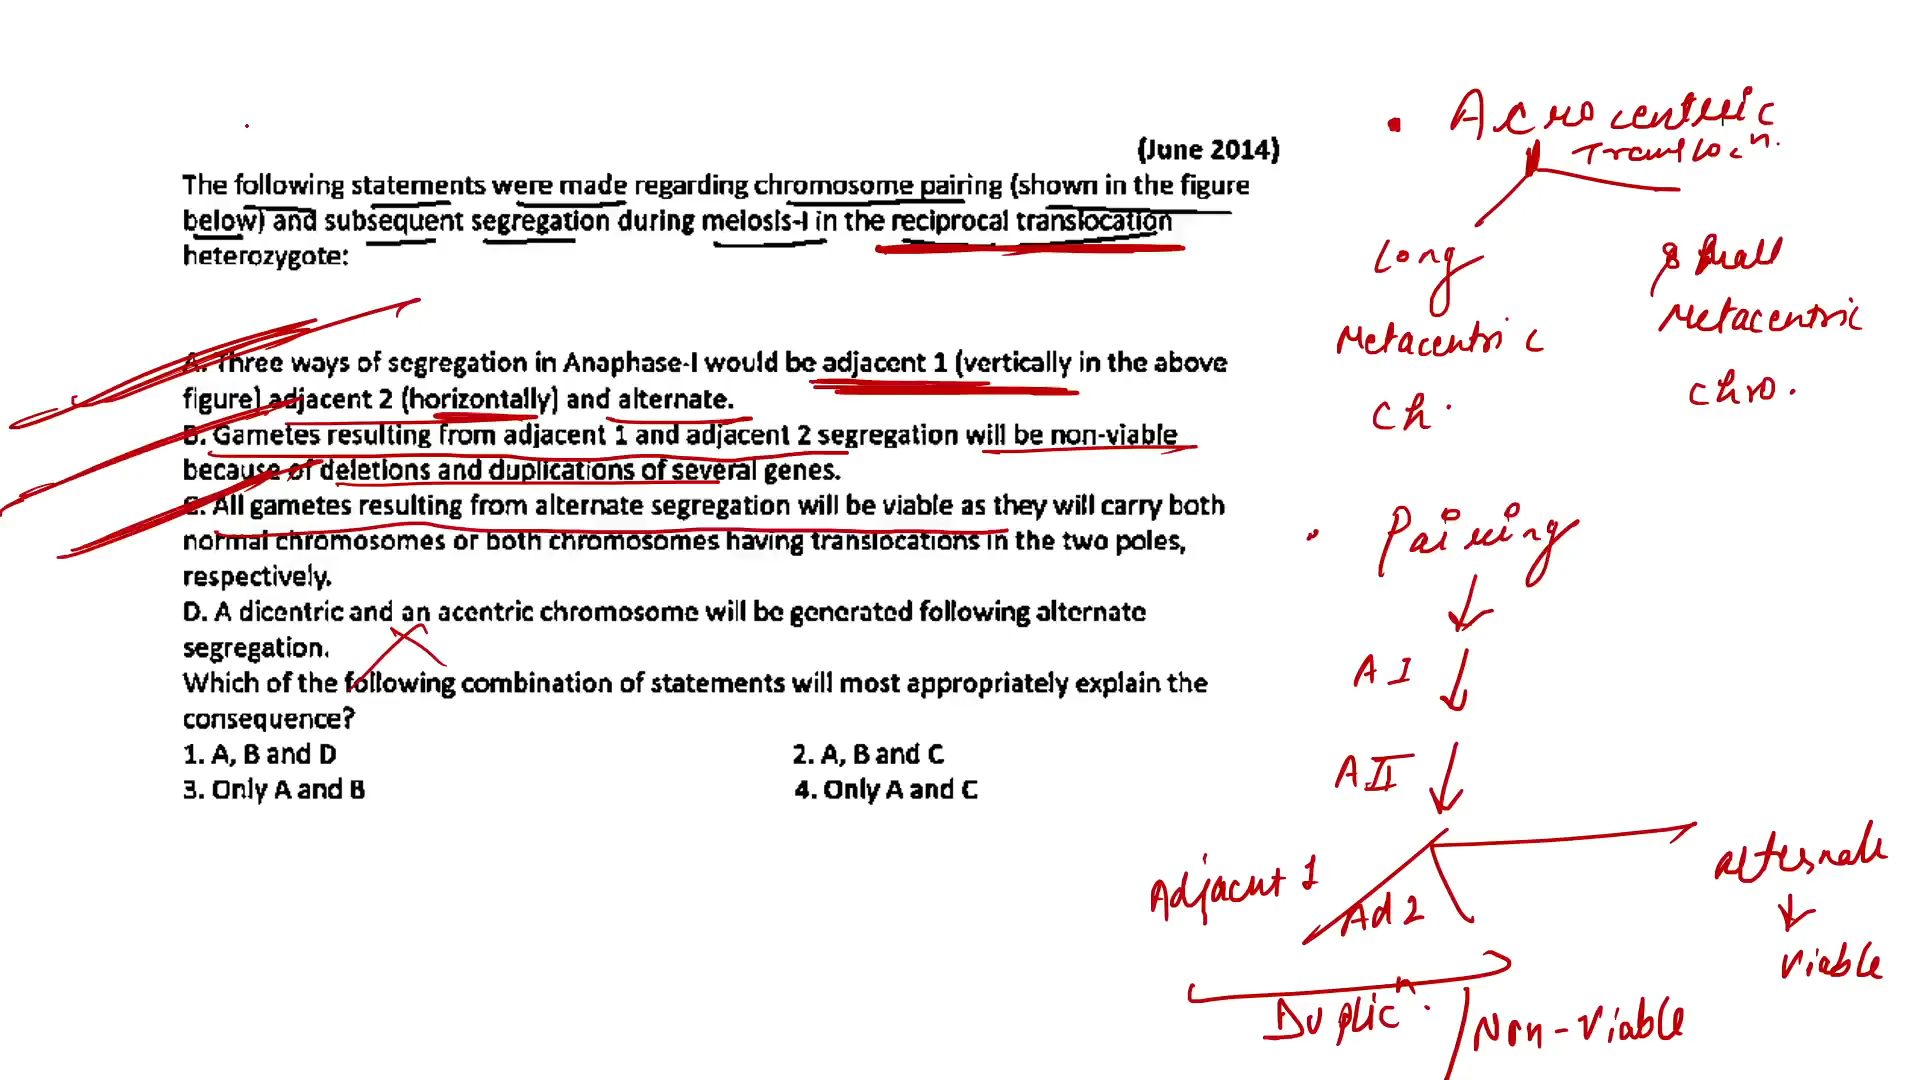 (June 2014)
The following statements were made regarding chromosome pairing (shown in the figure
below) and subsequent segregation during meiosis-I in the reciprocal translocation
heterozygote:
A. Three ways of segregation in Anaphase-I would be adjacent 1 (vertically in the above
figure) adjacent 2 (horizontally) and alternate.
B. Gametes resulting from adjacent 1 and adjacent 2 segregation will be non-viable
because of deletions and duplications of several genes.
C. All gametes resulting from alternate segregation will be viable as they will carry both
normal chromosomes or both chromosomes having translocations in the two poles,
respectively.
D. A dicentric and an acentric chromosome will be generated following alternate
segregation.
Which of the following combination of statements will most appropriately explain the
consequence?
1. A, B and D
2. A, B and C
3. Only A and B
4. Only A and C
Acrocentric
Long
Metacentric
Ch.
Small
Metacentric
chro.
Pairing
A I
A II
Adjacent 1
Ad 2
alternate
viable
Duplicⁿ.
Non-Viable